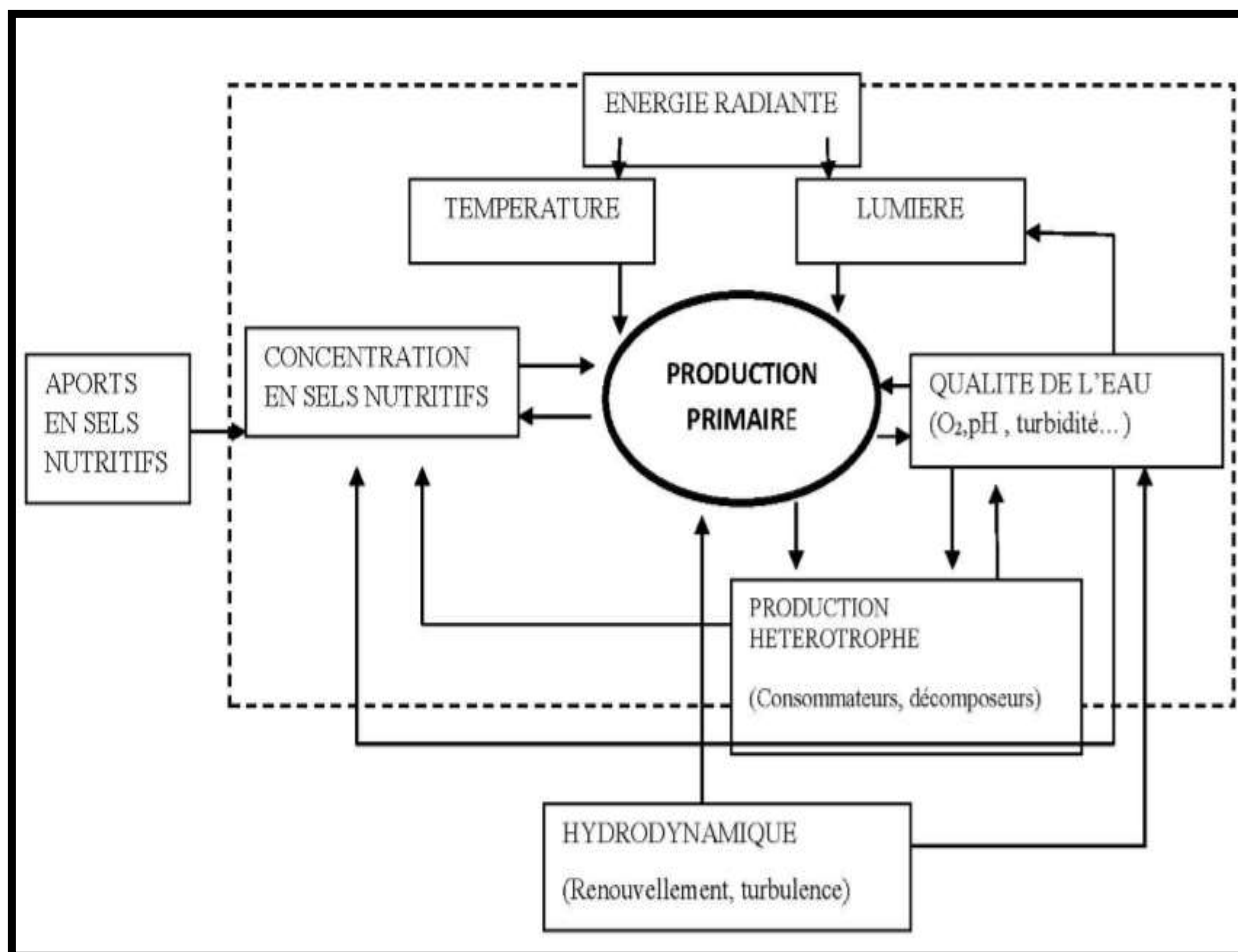 ENERGIE RADIANTE
TEMPERATURE
LUMIERE
CONCENTRATION
EN SELS NUTRITIFS
APORTS
EN SELS
NUTRITIFS
PRODUCTION
PRIMAIRE
QUALITE DE L'EAU
(O₂,pH , turbidité…)
PRODUCTION
HETEROTROPHE
(Consommateurs, décomposeurs)
HYDRODYNAMIQUE
(Renouvellement, turbulence)